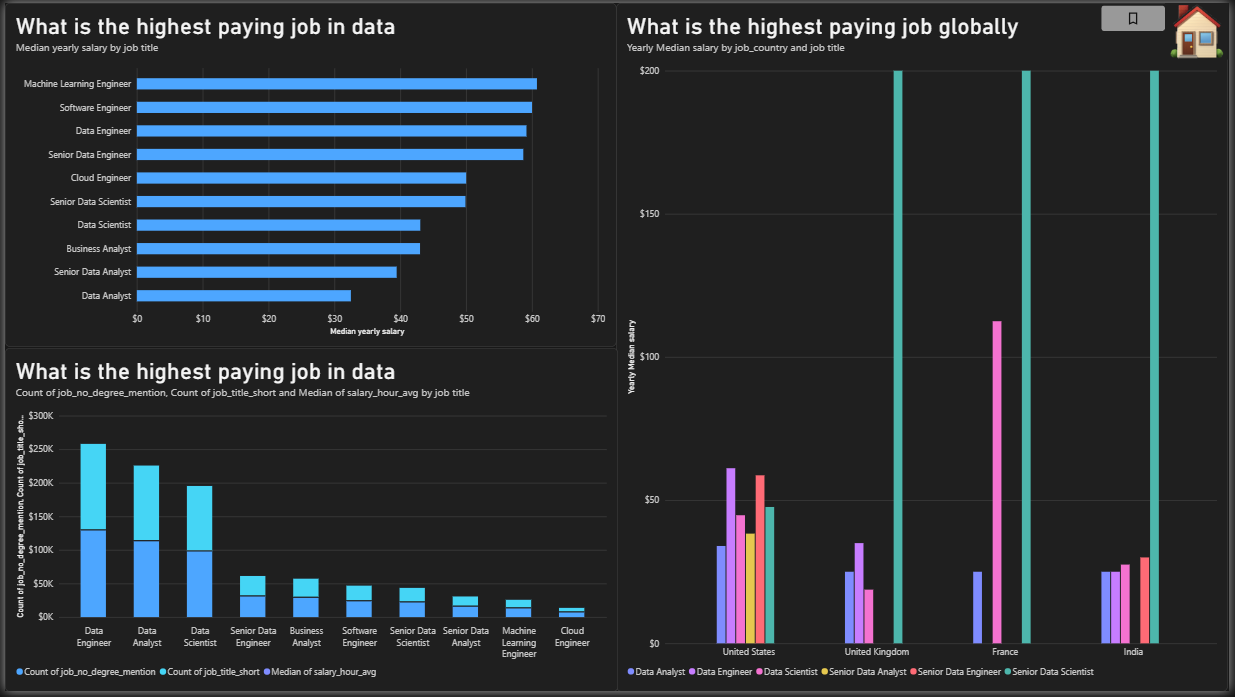 What is the highest paying job in data
Median yearly salary by job title
Machine Learning Engineer
Software Engineer
Data Engineer
Senior Data Engineer
Cloud Engineer
Senior Data Scientist
Data Scientist
Business Analyst
Senior Data Analyst
Data Analyst
$0 $10 $20 $30 $40 $50 $60 $70
Median yearly salary
What is the highest paying job in data
Count of job_no_degree_mention, Count of job_title_short and Median of salary_hour_avg by job title
Count of job_no_degree_mention, Count of job_title_sho...
$300K
$250K
$200K
$150K
$100K
$50K
$0K
Data Engineer
Data Analyst
Data Scientist
Senior Data Engineer
Business Analyst
Software Engineer
Senior Data Scientist
Senior Data Analyst
Machine Learning Engineer
Cloud Engineer
Count of job_no_degree_mention Count of job_title_short Median of salary_hour_avg
What is the highest paying job globally
Yearly Median salary by job_country and job title
Yearly Median salary
$200
$150
$100
$50
$0
United States United Kingdom France India
Data Analyst Data Engineer Data Scientist Senior Data Analyst Senior Data Engineer Senior Data Scientist